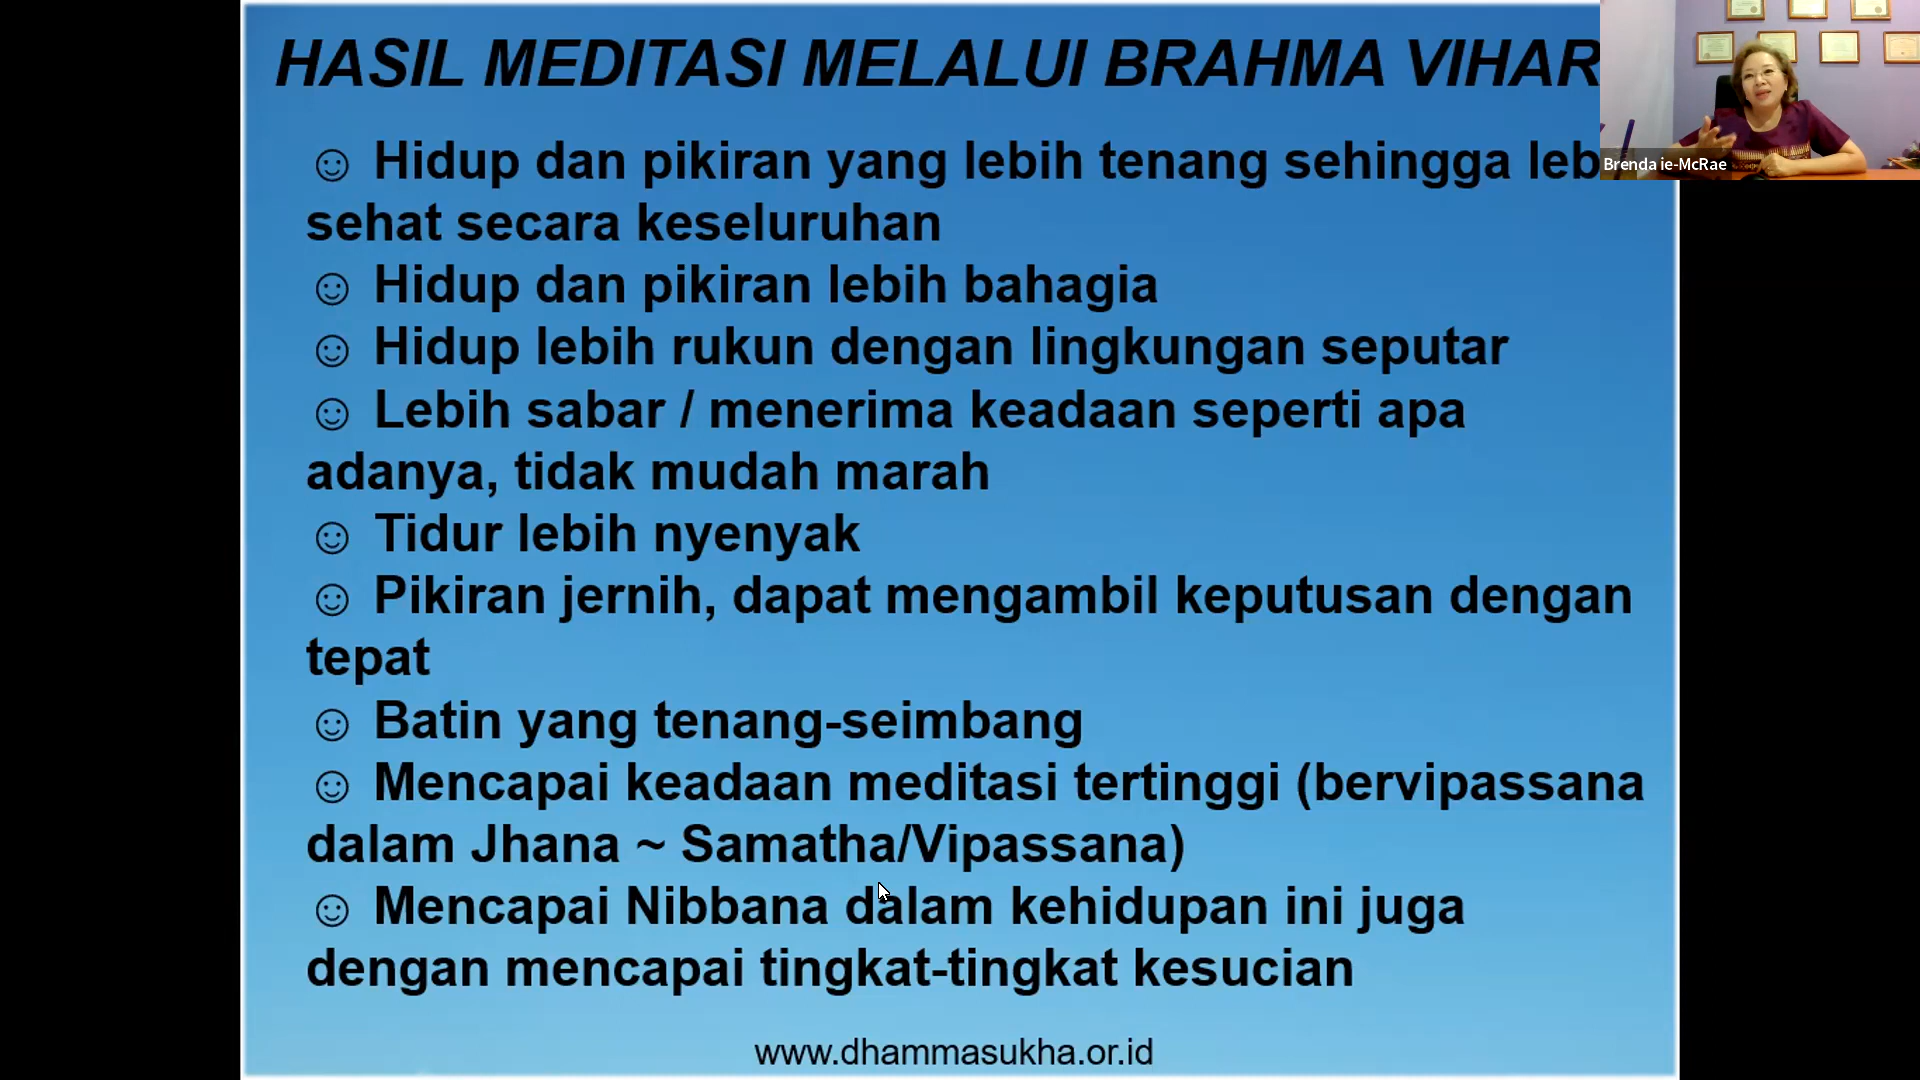 HASIL MEDITASI MELALUI BRAHMA VIHAR
☺ Hidup dan pikiran yang lebih tenang sehingga leb
sehat secara keseluruhan
☺ Hidup dan pikiran lebih bahagia
☺ Hidup lebih rukun dengan lingkungan seputar
☺ Lebih sabar / menerima keadaan seperti apa
adanya, tidak mudah marah
☺ Tidur lebih nyenyak
☺ Pikiran jernih, dapat mengambil keputusan dengan
tepat
☺ Batin yang tenang-seimbang
☺ Mencapai keadaan meditasi tertinggi (bervipassana
dalam Jhana ~ Samatha/Vipassana)
☺ Mencapai Nibbana dalam kehidupan ini juga
dengan mencapai tingkat-tingkat kesucian
www.dhammasukha.or.id
Brenda ie-McRae